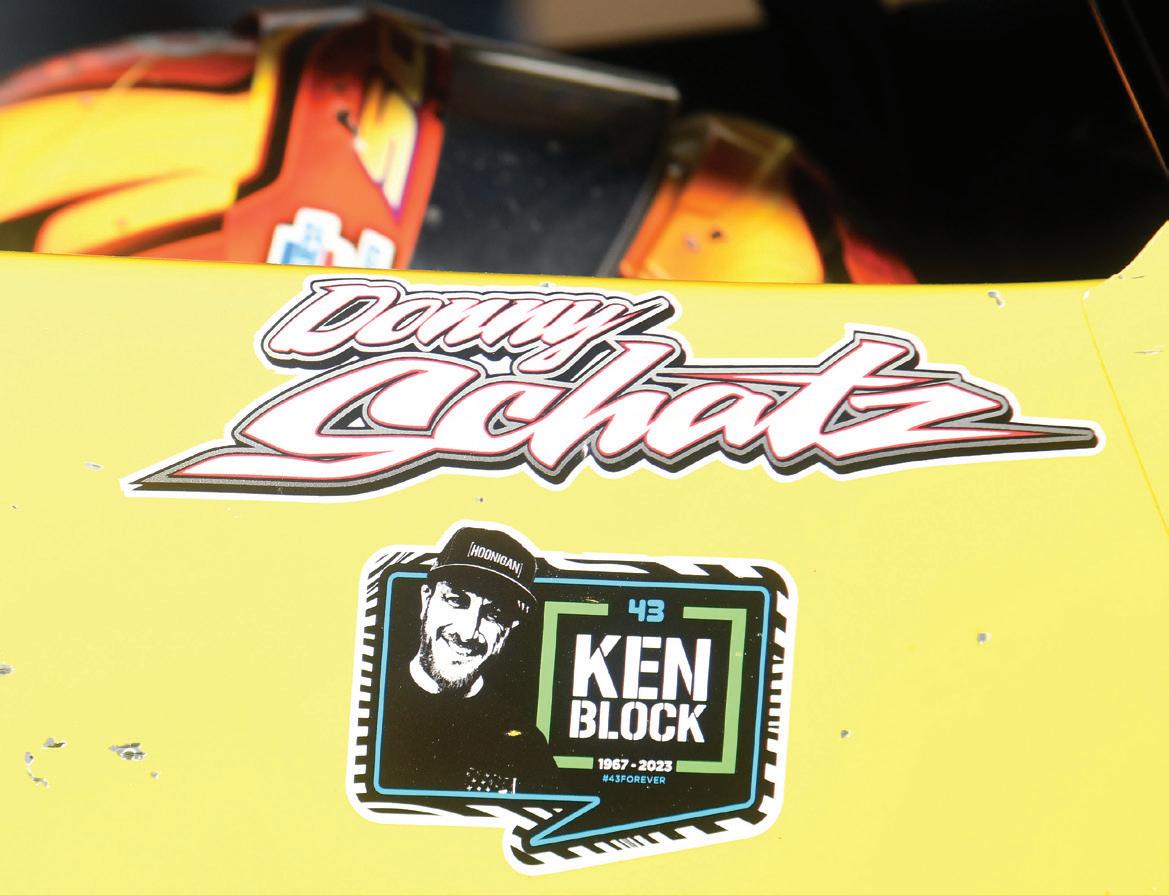 Donny
Schatz
[HOONIGAN]
43
KEN
BLOCK
1967 - 2023
#43FOREVER